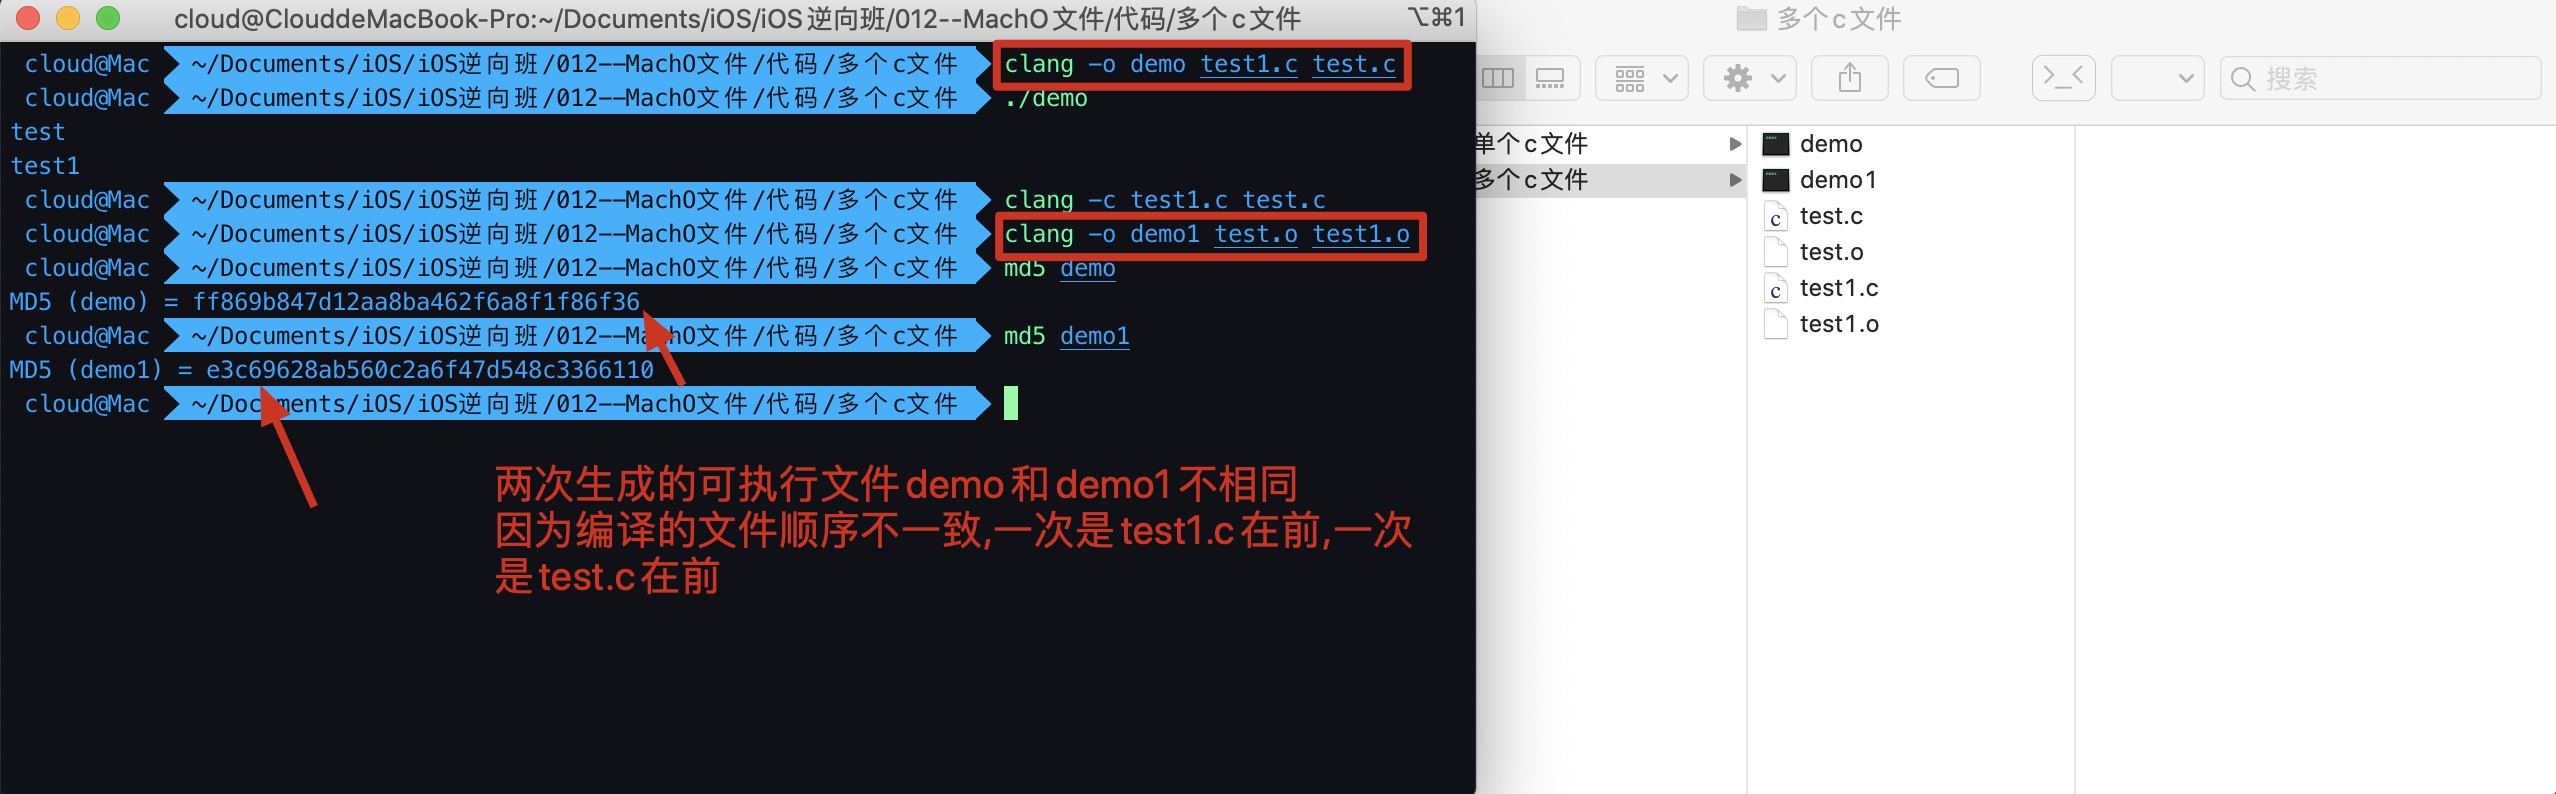 cloud@ClouddeMacBook-Pro:~/Documents/iOS/iOS逆向班/012--MachO文件/代码/多个c文件 ⌥⌘1
cloud@Mac ~/Documents/iOS/iOS逆向班/012--MachO文件/代码/多个c文件 clang -o demo test1.c test.c
cloud@Mac ~/Documents/iOS/iOS逆向班/012--MachO文件/代码/多个c文件 ./demo
test
test1
cloud@Mac ~/Documents/iOS/iOS逆向班/012--MachO文件/代码/多个c文件 clang -c test1.c test.c
cloud@Mac ~/Documents/iOS/iOS逆向班/012--MachO文件/代码/多个c文件 clang -o demo1 test.o test1.o
cloud@Mac ~/Documents/iOS/iOS逆向班/012--MachO文件/代码/多个c文件 md5 demo
MD5 (demo) = ff869b847d12aa8ba462f6a8f1f86f36
cloud@Mac ~/Documents/iOS/iOS逆向班/012--MachO文件/代码/多个c文件 md5 demo1
MD5 (demo1) = e3c69628ab560c2a6f47d548c3366110
cloud@Mac ~/Documents/iOS/iOS逆向班/012--MachO文件/代码/多个c文件
两次生成的可执行文件demo和demo1不相同
因为编译的文件顺序不一致,一次是test1.c在前,一次
是test.c在前
多个c文件
搜索
单个c文件
多个c文件
demo
demo1
test.c
test.o
test1.c
test1.o